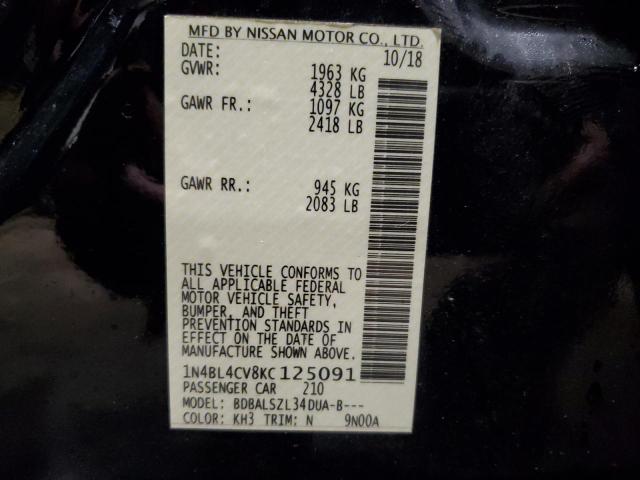 MFD BY NISSAN MOTOR CO., LTD.
DATE: 10/18
GVWR: 1963 KG
4328 LB
GAWR FR.: 1097 KG
2418 LB
GAWR RR.: 945 KG
2083 LB
THIS VEHICLE CONFORMS TO
ALL APPLICABLE FEDERAL
MOTOR VEHICLE SAFETY,
BUMPER, AND THEFT
PREVENTION STANDARDS IN
EFFECT ON THE DATE OF
MANUFACTURE SHOWN ABOVE.
1N4BL4CV8KC125091
PASSENGER CAR 210
MODEL: BDBALSZL34DUA-B---
COLOR: KH3 TRIM: N 9N00A